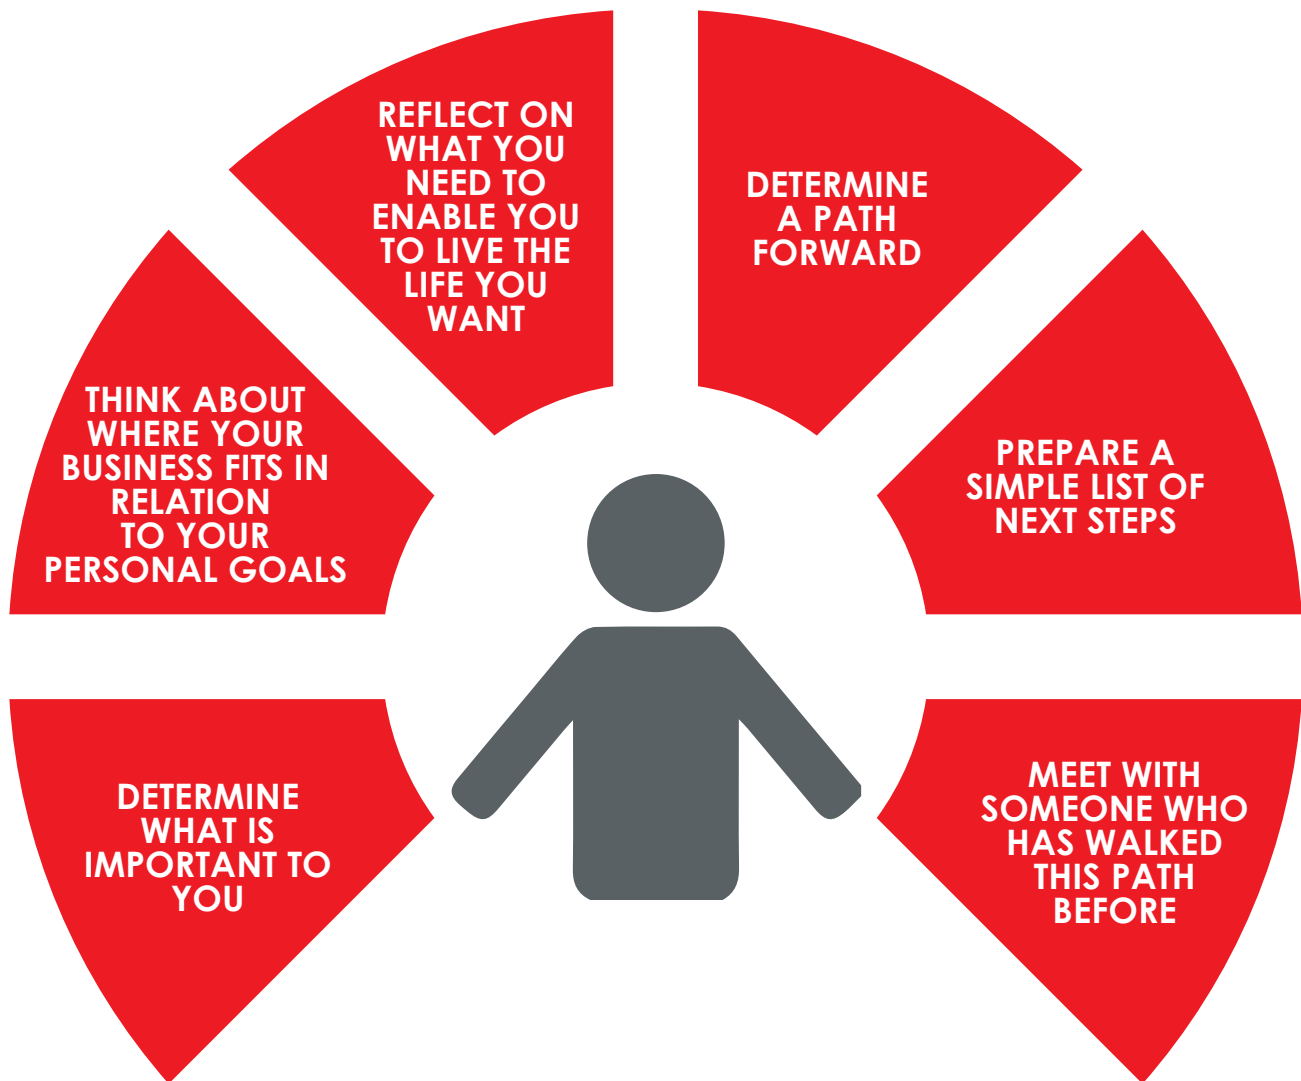 DETERMINE
WHAT IS
IMPORTANT TO
YOU
THINK ABOUT
WHERE YOUR
BUSINESS FITS IN
RELATION
TO YOUR
PERSONAL GOALS
REFLECT ON
WHAT YOU
NEED TO
ENABLE YOU
TO LIVE THE
LIFE YOU
WANT
DETERMINE
A PATH
FORWARD
PREPARE A
SIMPLE LIST OF
NEXT STEPS
MEET WITH
SOMEONE WHO
HAS WALKED
THIS PATH
BEFORE